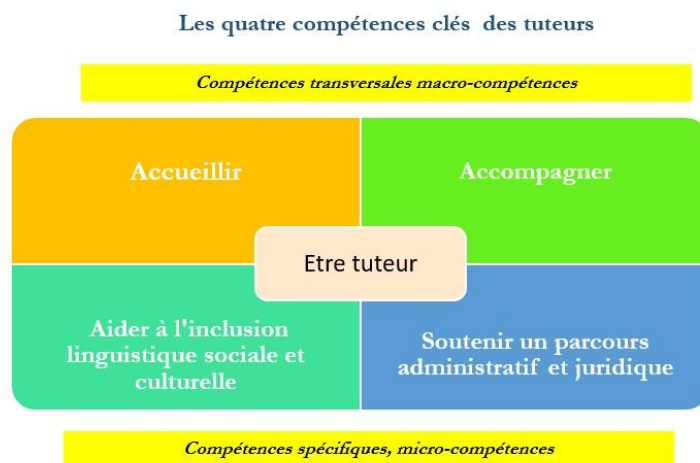 Les quatre compétences clés des tuteurs
Compétences transversales macro-compétences
Accueillir
Accompagner
Etre tuteur
Aider à l'inclusion
linguistique sociale et
culturelle
Soutenir un parcours
administratif et juridique
Compétences spécifiques, micro-compétences